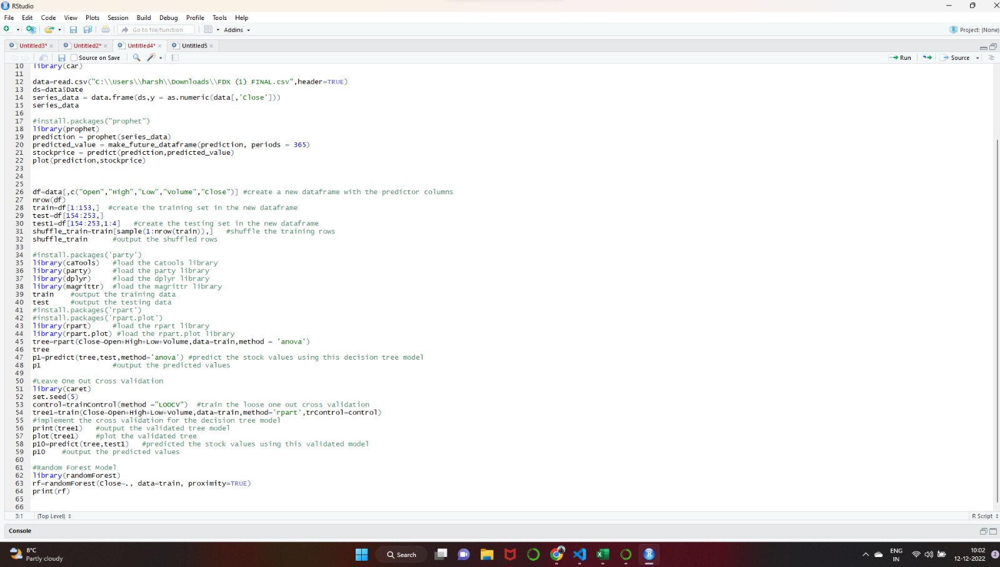 RStudio
File Edit Code View Plots Session Build Debug Profile Tools Help
Go to file/function Addins Project: (None)
Untitled3* Untitled2* Untitled4* Untitled5
Source on Save Run Source
10 library(car)
11
12 data=read.csv("C:\\Users\\harsh\\Downloads\\FDX (1) FINAL.csv",header=TRUE)
13 ds=data$Date
14 series_data = data.frame(ds,y = as.numeric(data[,'Close']))
15 series_data
16
17 #install.packages("prophet")
18 library(prophet)
19 prediction = prophet(series_data)
20 predicted_value = make_future_dataframe(prediction, periods = 365)
21 stockprice = predict(prediction,predicted_value)
22 plot(prediction,stockprice)
23
24
25
26 df=data[,c("Open","High","Low","Volume","Close")] #create a new dataframe with the predictor columns
27 nrow(df)
28 train=df[1:153,] #create the training set in the new dataframe
29 test=df[154:253,]
30 test1=df[154:253,1:4] #create the testing set in the new dataframe
31 shuffle_train=train[sample(1:nrow(train)),] #shuffle the training rows
32 shuffle_train #output the shuffled rows
33
34 #install.packages('party')
35 library(caTools) #load the Catools library
36 library(party) #load the party library
37 library(dplyr) #load the dplyr library
38 library(magrittr) #load the magrittr library
39 train #output the training data
40 test #output the testing data
41 #install.packages('rpart')
42 #install.packages('rpart.plot')
43 library(rpart) #load the rpart library
44 library(rpart.plot) #load the rpart.plot library
45 tree=rpart(Close~Open+High+Low+Volume,data=train,method = 'anova')
46 tree
47 p1=predict(tree,test,method='anova') #predict the stock values using this decision tree model
48 p1 #output the predicted values
49
50 #Leave One Out Cross Validation
51 library(caret)
52 set.seed(5)
53 control=trainControl(method ="LOOCV") #train the loose one out cross validation
54 tree1=train(Close~Open+High+Low+Volume,data=train,method='rpart',trControl=control)
55 #implement the cross validation for the decision tree model
56 print(tree1) #output the validated tree model
57 plot(tree1) #plot the validated tree
58 p10=predict(tree,test1) #predicted the stock values using this validated model
59 p10 #output the predicted values
60
61 #Random Forest Model
62 library(randomForest)
63 rf=randomForest(Close~., data=train, proximity=TRUE)
64 print(rf)
65
66
3:1 (Top Level) R Script
Console
8°C
Partly cloudy
Search
ENG
IN
10:02
12-12-2022
2